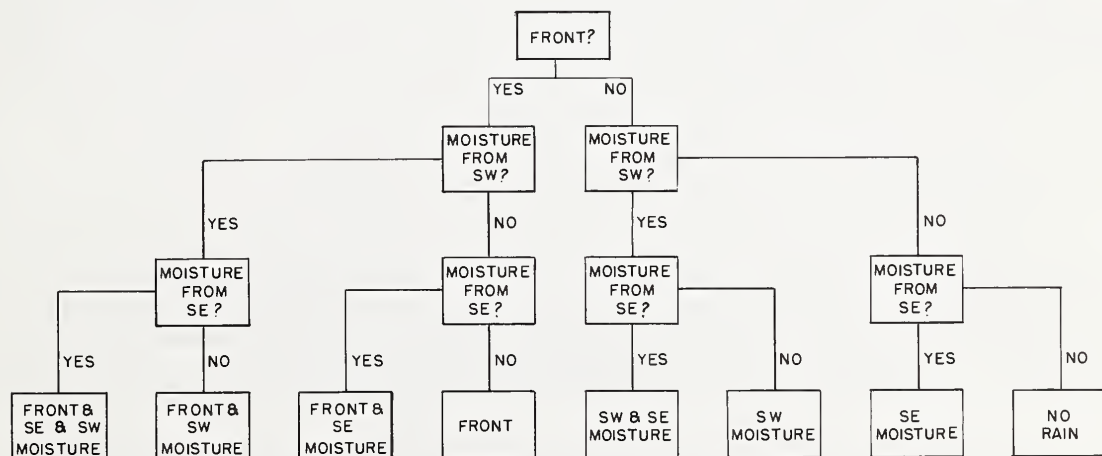 FRONT?
YES
NO
MOISTURE
FROM
SW?
MOISTURE
FROM
SW?
YES
NO
YES
NO
MOISTURE
FROM
SE?
MOISTURE
FROM
SE?
MOISTURE
FROM
SE?
MOISTURE
FROM
SE?
YES
NO
YES
NO
YES
NO
YES
NO
FRONT &
SE & SW
MOISTURE
FRONT &
SW
MOISTURE
FRONT &
SE
MOISTURE
FRONT
SW & SE
MOISTURE
SW
MOISTURE
SE
MOISTURE
NO
RAIN